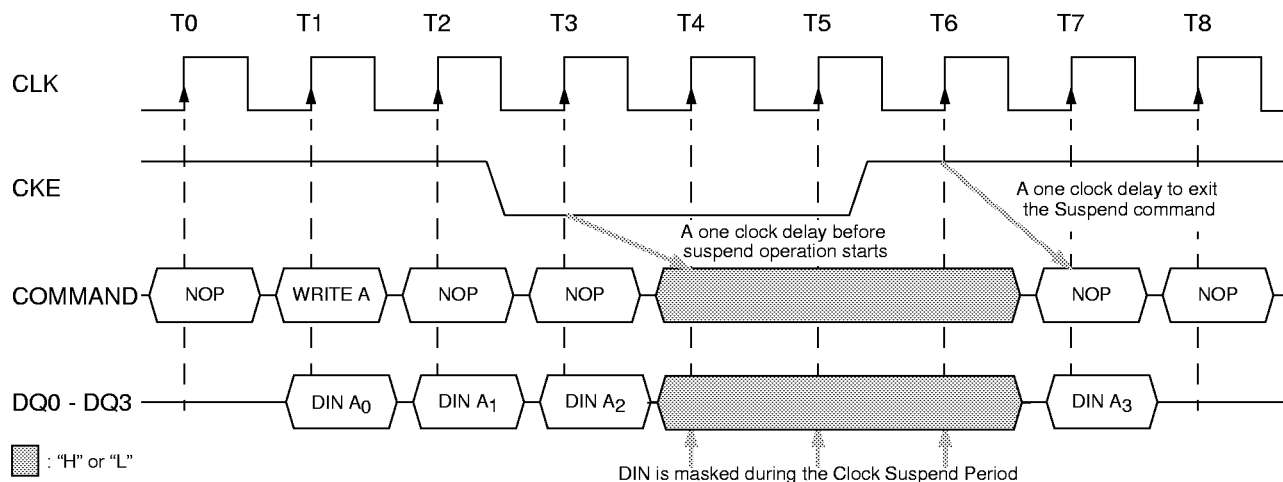 T0 T1 T2 T3 T4 T5 T6 T7 T8
CLK
CKE
A one clock delay to exit
the Suspend command
A one clock delay before
suspend operation starts
COMMAND NOP WRITE A NOP NOP NOP NOP
DQ0 - DQ3 DIN A0 DIN A1 DIN A2 DIN A3
: “H” or “L”
DIN is masked during the Clock Suspend Period